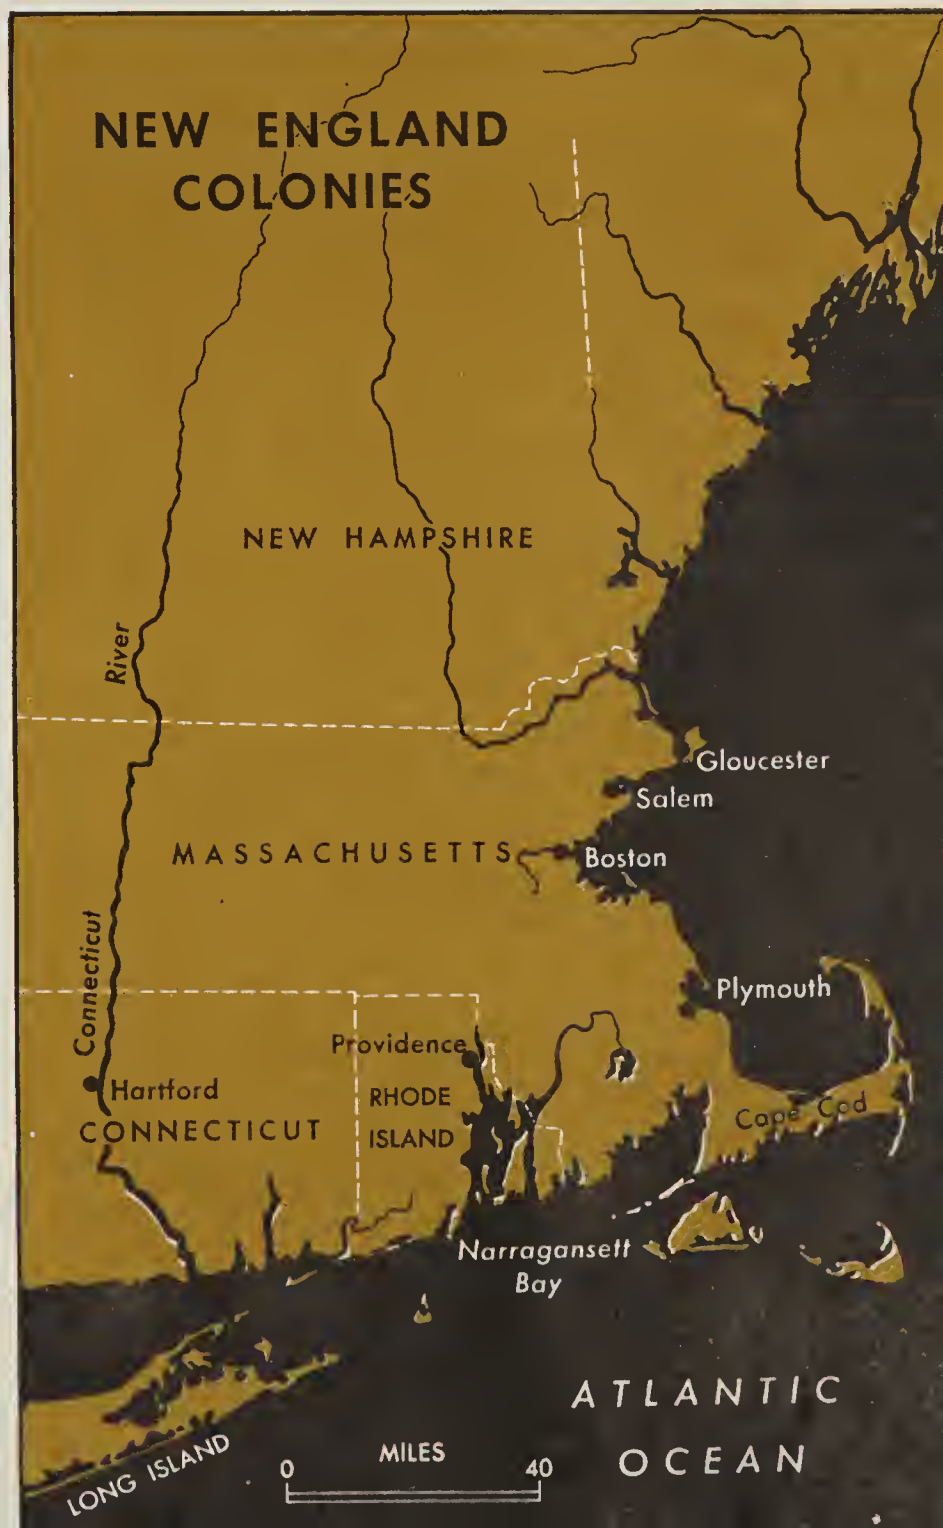 NEW ENGLAND
COLONIES
NEW HAMPSHIRE
River
Gloucester
Salem
MASSACHUSETTS
Boston
Connecticut
Plymouth
Providence
Hartford
RHODE
ISLAND
CONNECTICUT
Cape Cod
Narragansett
Bay
ATLANTIC
OCEAN
LONG ISLAND
MILES
0 40